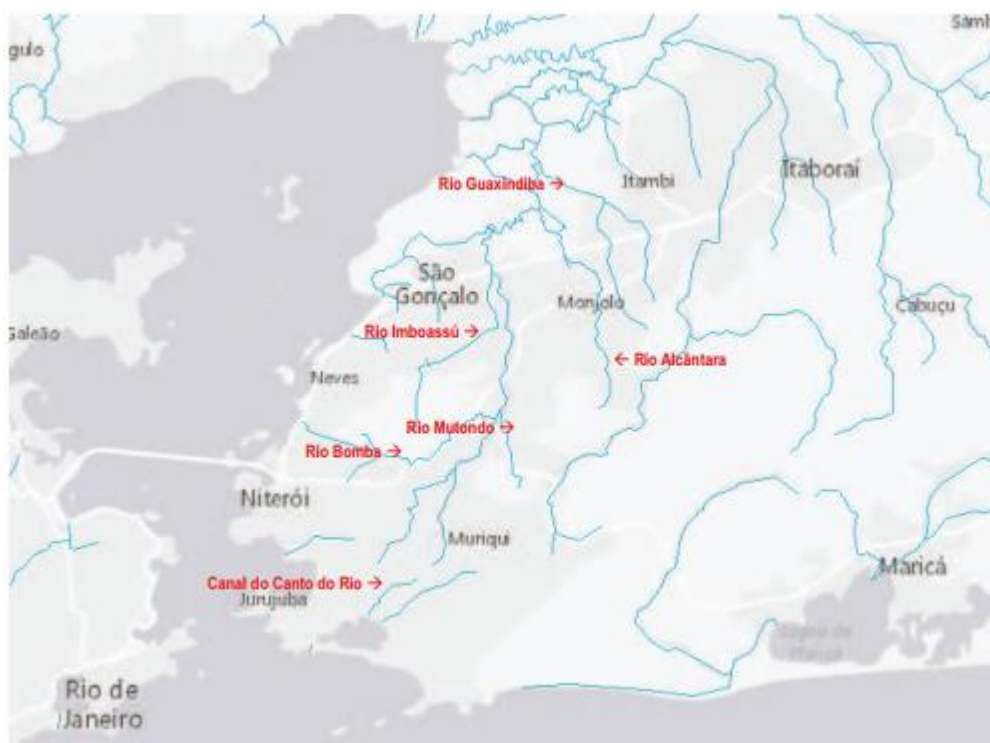 gulo
Samb
Rio Guaxindiba →
Itambi
Itaboraí
São
Gonçalo
Monjolo
Cabuçu
Galeão
Rio Imboassú →
← Rio Alcântara
Neves
Rio Mutondo →
Rio Bomba →
Niterói
Muriqui
Canal do Canto do Rio →
Jurujuba
Maricá
Rio de
Janeiro